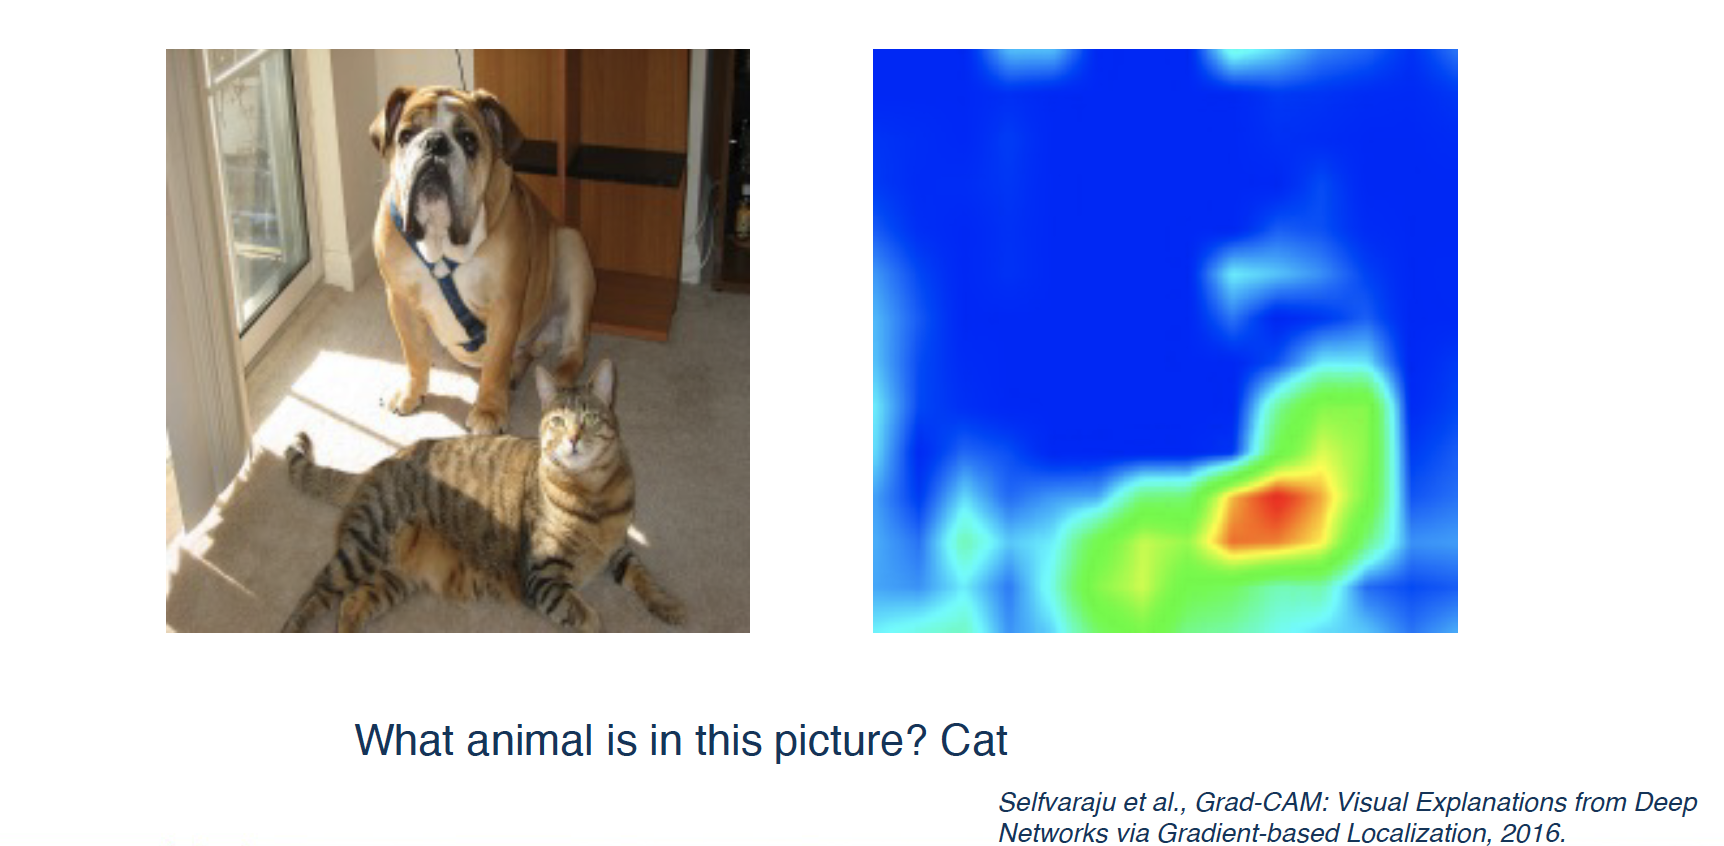 What animal is in this picture? Cat
Selfvaraju et al., Grad-CAM: Visual Explanations from Deep
Networks via Gradient-based Localization, 2016.